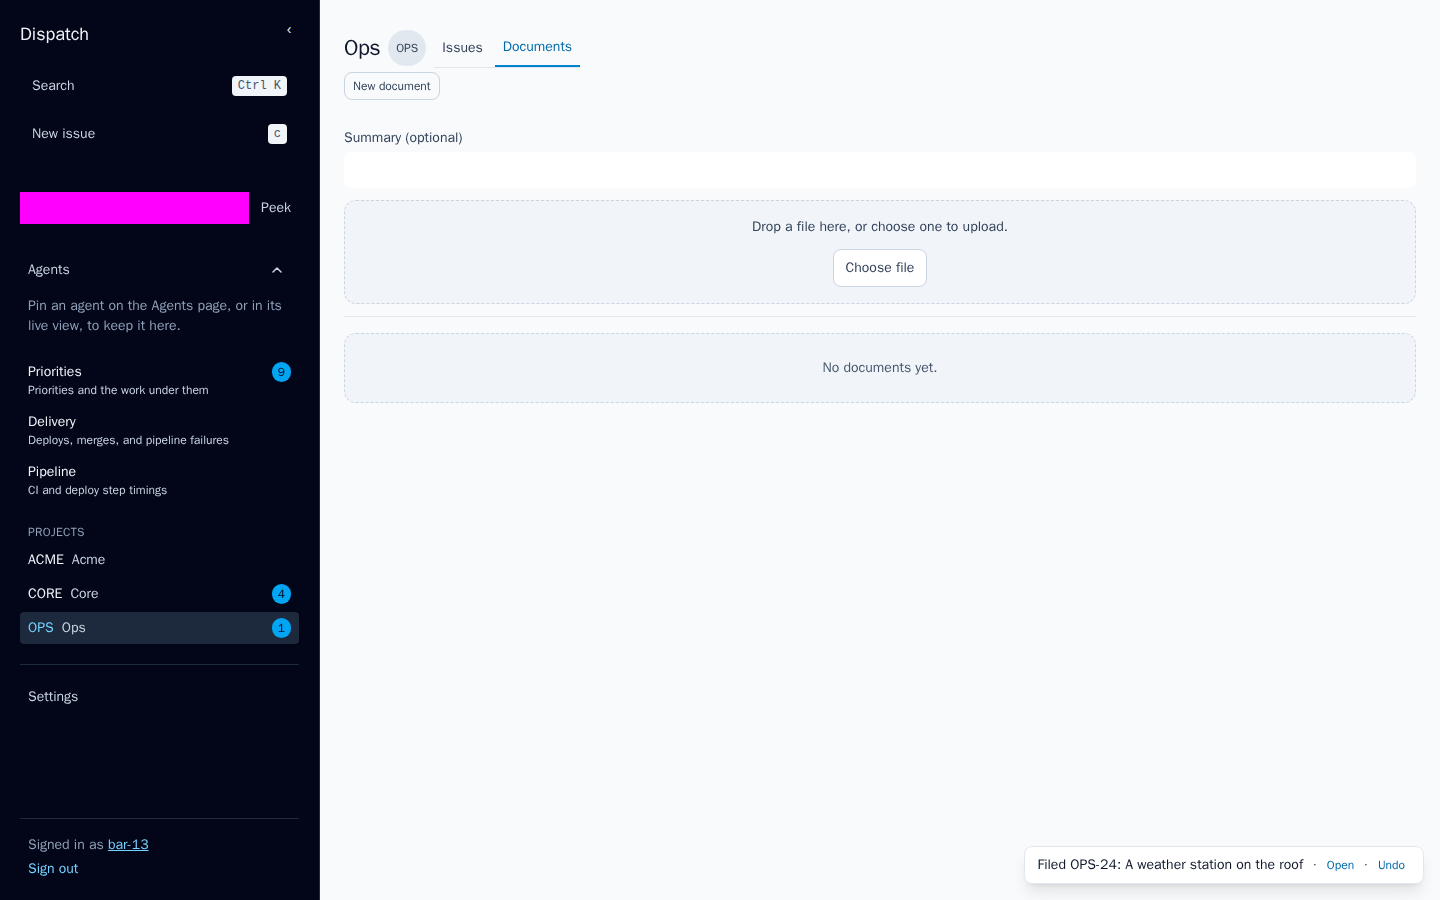 Dispatch
Search Ctrl K
New issue c
Peek
Agents
Pin an agent on the Agents page, or in its
live view, to keep it here.
Priorities 9
Priorities and the work under them
Delivery
Deploys, merges, and pipeline failures
Pipeline
CI and deploy step timings
PROJECTS
ACME Acme
CORE Core 4
OPS Ops 1
Settings
Signed in as bar-13
Sign out
Ops OPS Issues Documents
New document
Summary (optional)
Drop a file here, or choose one to upload.
Choose file
No documents yet.
Filed OPS-24: A weather station on the roof · Open · Undo